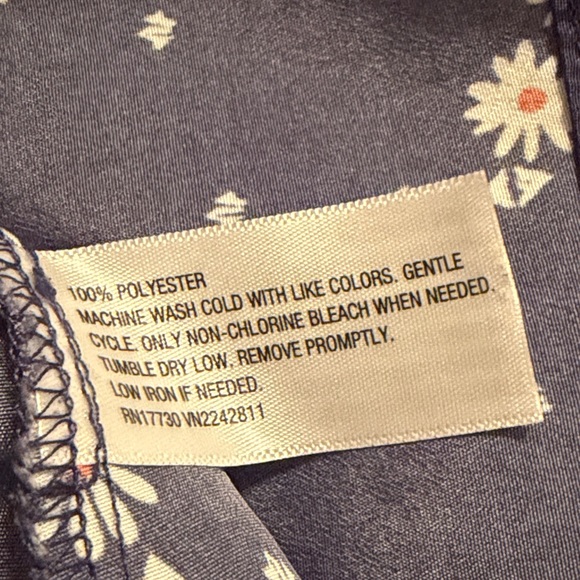 100% POLYESTER
MACHINE WASH COLD WITH LIKE COLORS. GENTLE
CYCLE. ONLY NON-CHLORINE BLEACH WHEN NEEDED.
TUMBLE DRY LOW. REMOVE PROMPTLY.
LOW IRON IF NEEDED.
RN17730 VN2242811